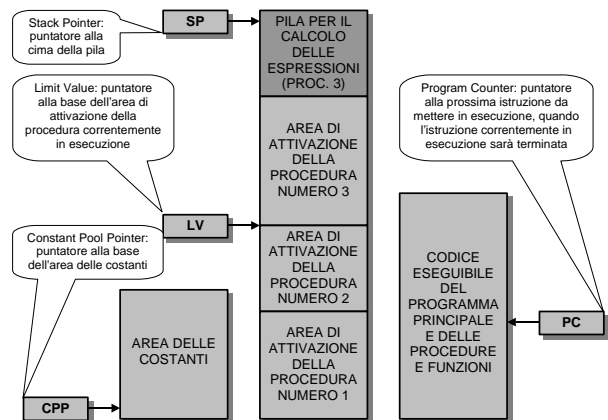 Stack Pointer:
puntatore alla
cima della pila
SP
PILA PER IL
CALCOLO
DELLE
ESPRESSIONI
(PROC. 3)
Limit Value: puntatore
alla base dell'area di
attivazione della
procedura correntemente
in esecuzione
AREA DI
ATTIVAZIONE
DELLA
PROCEDURA
NUMERO 3
Program Counter: puntatore
alla prossima istruzione da
mettere in esecuzione, quando
l'istruzione correntemente in
esecuzione sarà terminata
LV
Constant Pool Pointer:
puntatore alla base
dell'area delle costanti
AREA DI
ATTIVAZIONE
DELLA
PROCEDURA
NUMERO 2
CODICE
ESEGUIBILE
DEL
PROGRAMMA
PRINCIPALE
E DELLE
PROCEDURE
E FUNZIONI
PC
AREA DELLE
COSTANTI
AREA DI
ATTIVAZIONE
DELLA
PROCEDURA
NUMERO 1
CPP